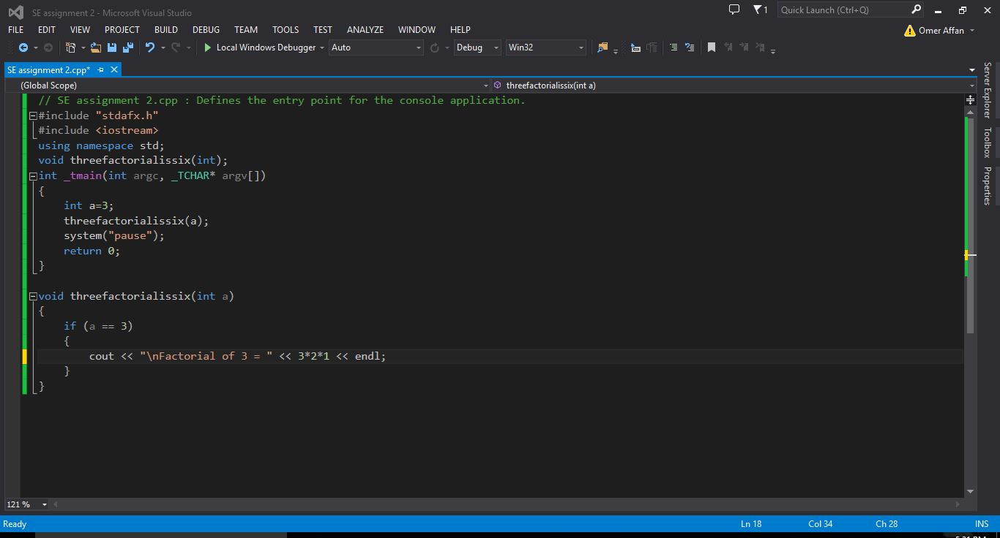 SE assignment 2 - Microsoft Visual Studio
1
Quick Launch (Ctrl+Q)
FILE EDIT VIEW PROJECT BUILD DEBUG TEAM TOOLS TEST ANALYZE WINDOW HELP
Omer Affan
Local Windows Debugger Auto Debug Win32
SE assignment 2.cpp*
(Global Scope) threefactorialissix(int a)
// SE assignment 2.cpp : Defines the entry point for the console application.
#include "stdafx.h"
#include <iostream>
using namespace std;
void threefactorialissix(int);
int _tmain(int argc, _TCHAR* argv[])
{
int a=3;
threefactorialissix(a);
system("pause");
return 0;
}
void threefactorialissix(int a)
{
if (a == 3)
{
cout << "\nFactorial of 3 = " << 3*2*1 << endl;
}
}
Server Explorer
Toolbox
Properties
121 %
Ready Ln 18 Col 34 Ch 28 INS